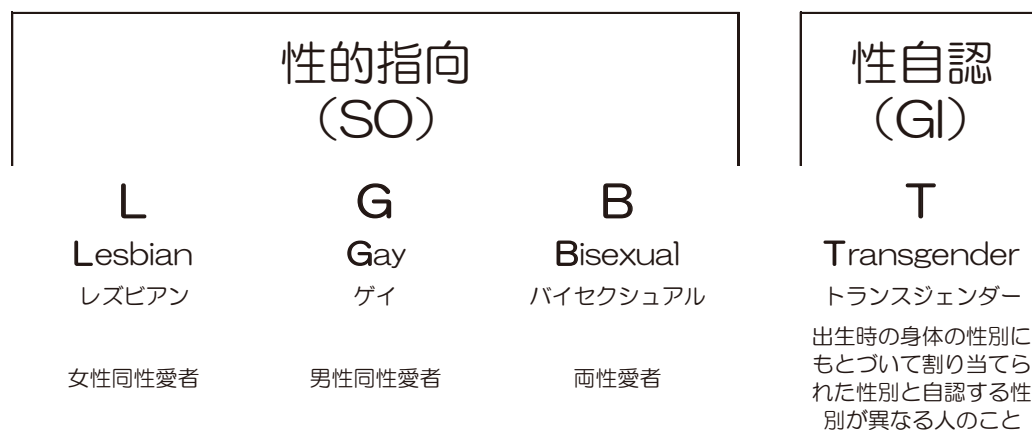 性的指向
（SO）
性自認
（GI）
L
G
B
T
Lesbian
Gay
Bisexual
Transgender
レズビアン
ゲイ
バイセクシュアル
トランスジェンダー
女性同性愛者
男性同性愛者
両性愛者
出生時の身体の性別に
もとづいて割り当てら
れた性別と自認する性
別が異なる人のこと